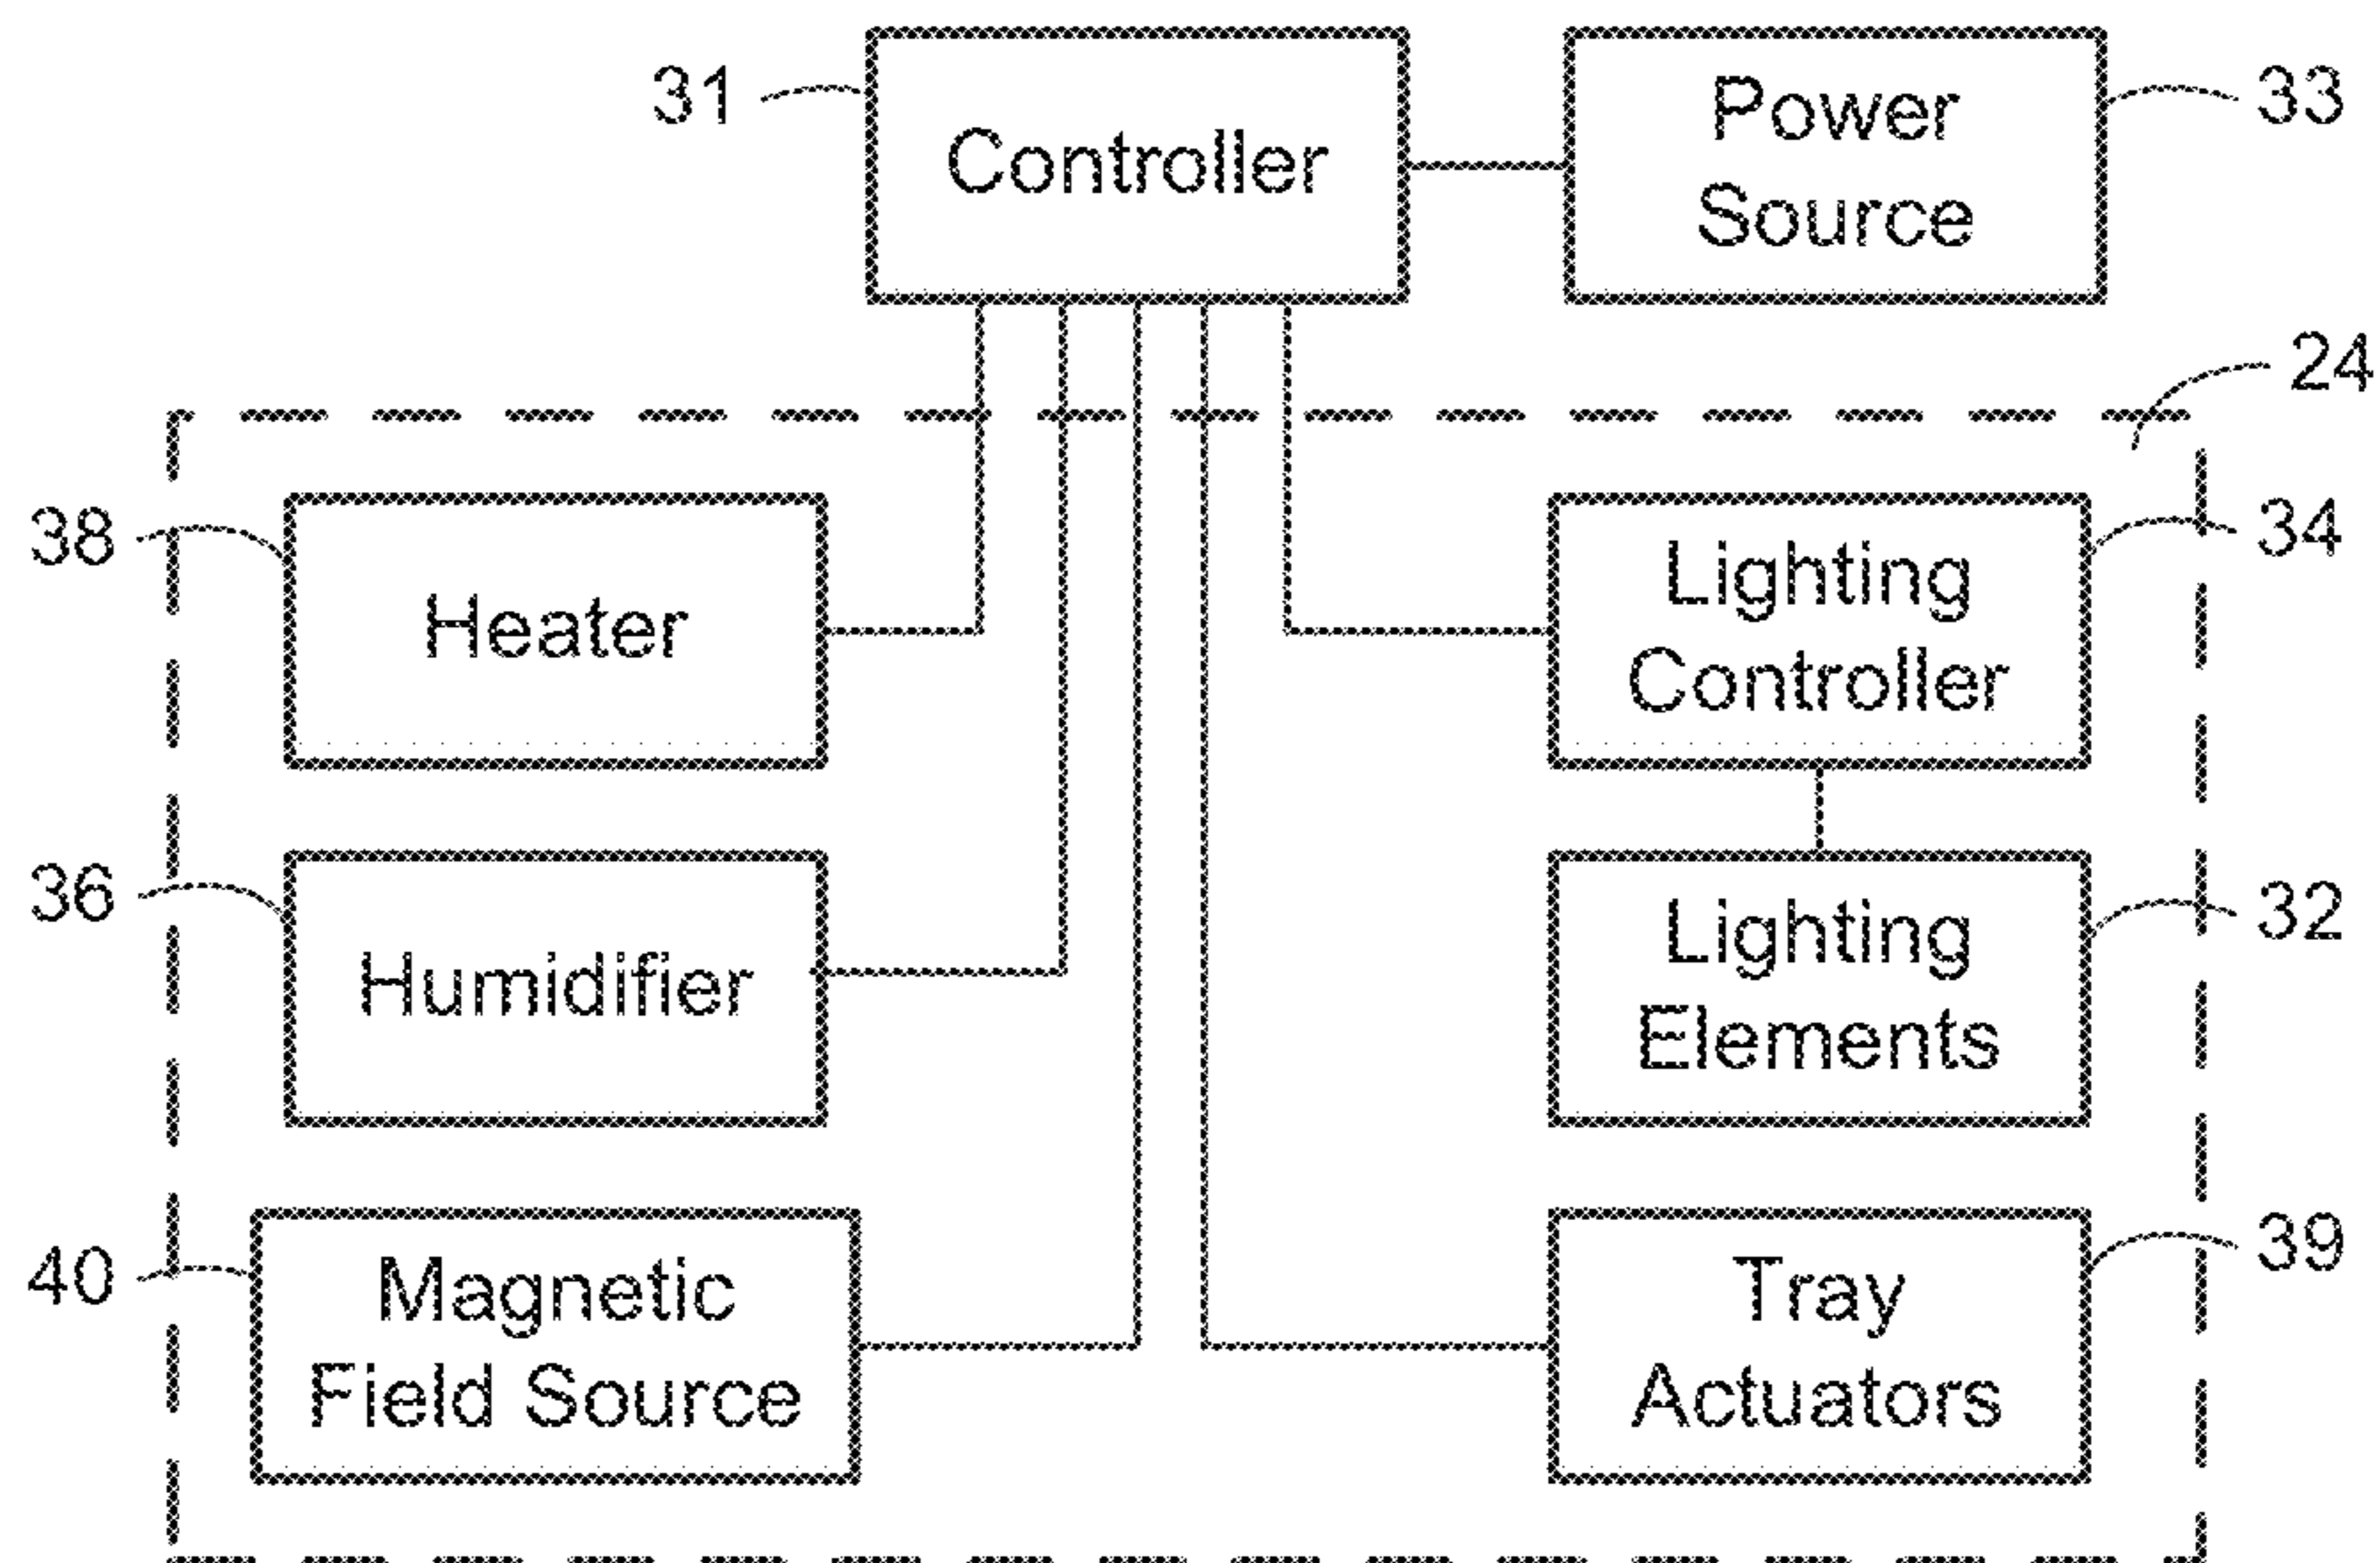 31
Controller
Power
Source
33
24
38
Heater
Lighting
Controller
34
36
Humidifier
Lighting
Elements
32
40
Magnetic
Field Source
Tray
Actuators
39